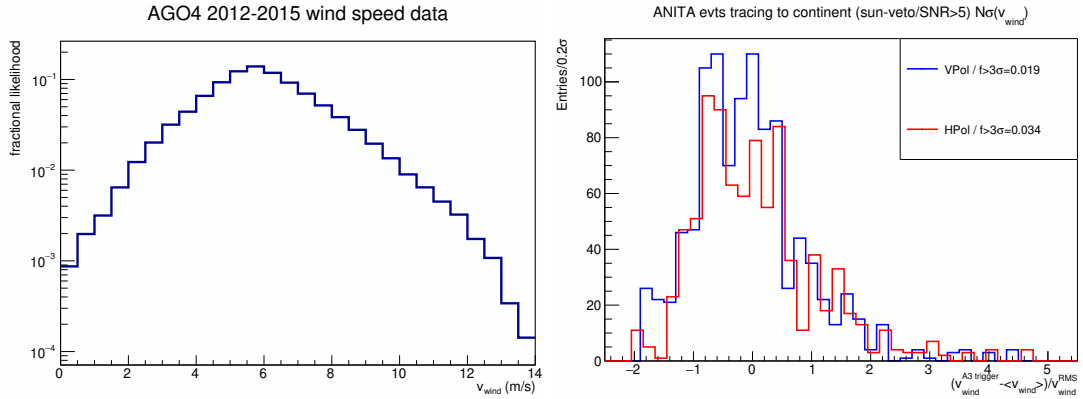 AGO4 2012-2015 wind speed data
fractional likelihood
10⁻¹
10⁻²
10⁻³
10⁻⁴
0 2 4 6 8 10 12 14
v_wind (m/s)
ANITA evts tracing to continent (sun-veto/SNR>5) Nσ(v_wind)
Entries/0.2σ
100
80
60
40
20
0
−2 −1 0 1 2 3 4 5
(v_wind^A3 trigger -<v_wind>)/v_wind^RMS
VPol / f>3σ=0.019
HPol / f>3σ=0.034